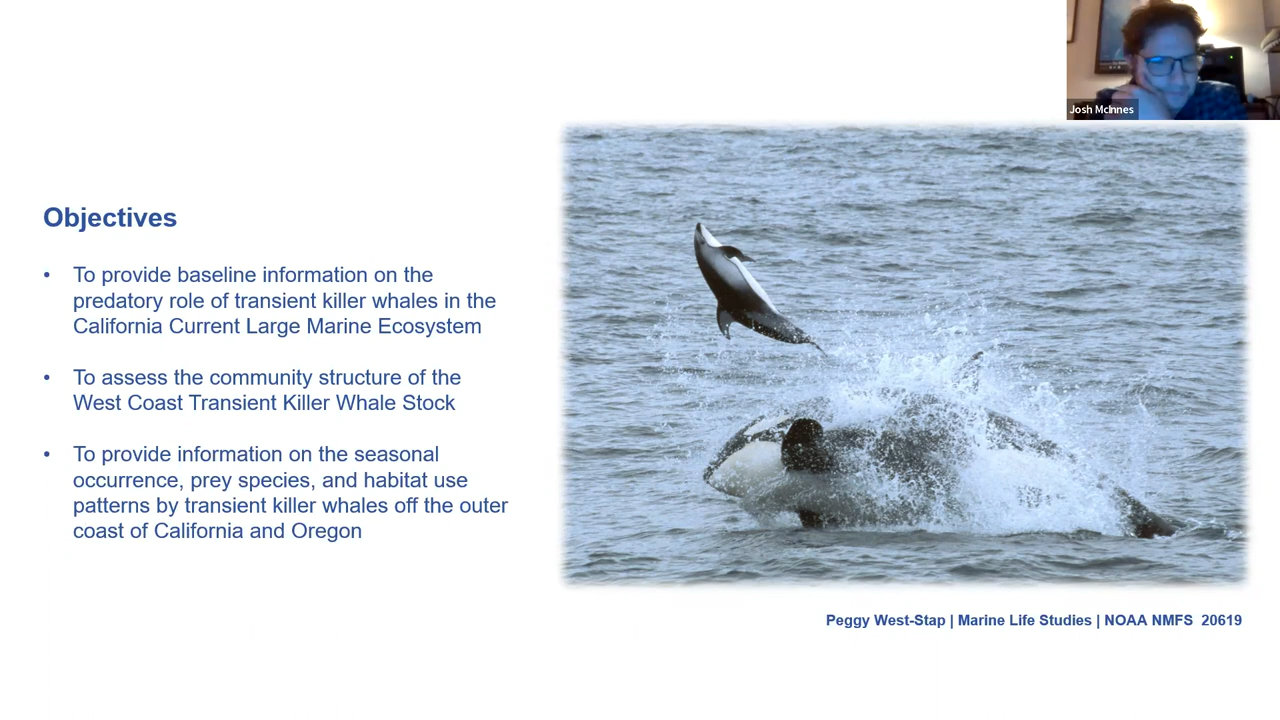 Josh McInnes
Objectives
• To provide baseline information on the
predatory role of transient killer whales in the
California Current Large Marine Ecosystem
• To assess the community structure of the
West Coast Transient Killer Whale Stock
• To provide information on the seasonal
occurrence, prey species, and habitat use
patterns by transient killer whales off the outer
coast of California and Oregon
Peggy West-Stap | Marine Life Studies | NOAA NMFS  20619